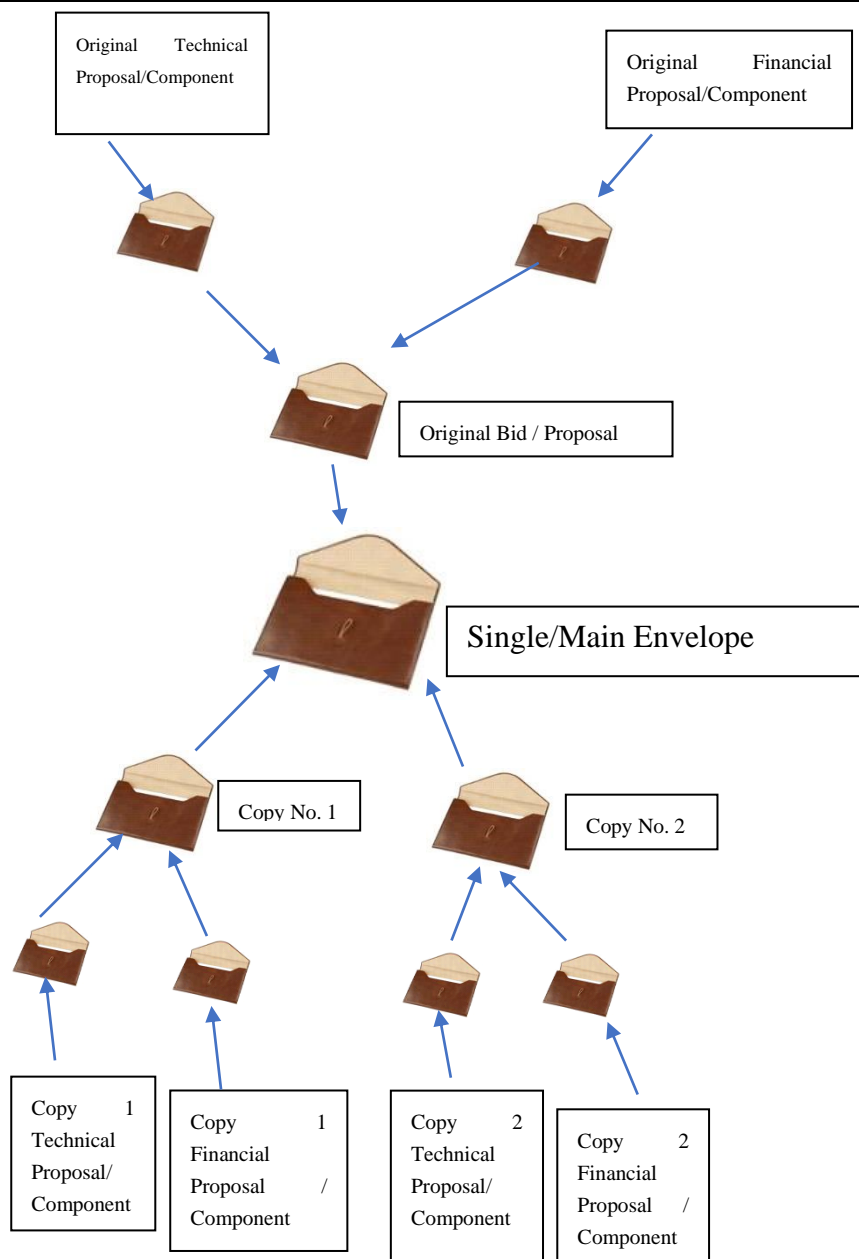 Original Technical
Proposal/Component
Original Financial
Proposal/Component
Original Bid / Proposal
Single/Main Envelope
Copy No. 1
Copy No. 2
Copy 1
Technical
Proposal/
Component
Copy 1
Financial
Proposal /
Component
Copy 2
Technical
Proposal/
Component
Copy 2
Financial
Proposal /
Component